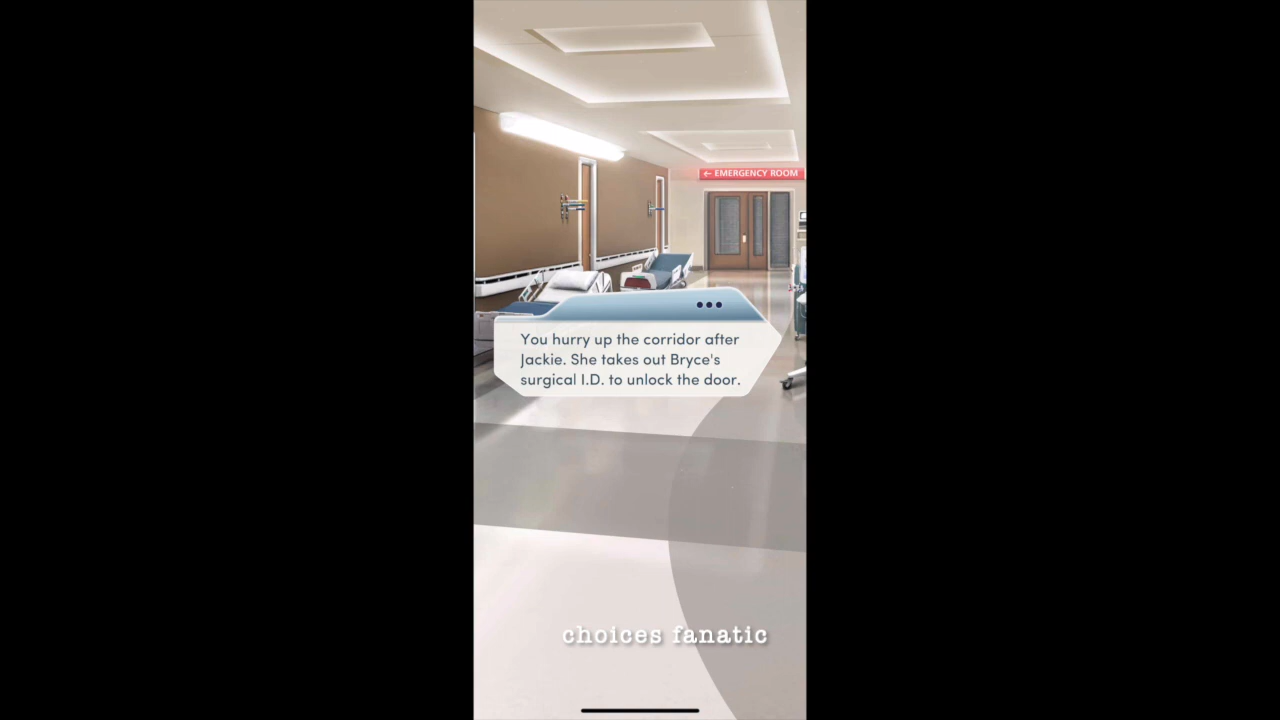 ← EMERGENCY ROOM
You hurry up the corridor after
Jackie. She takes out Bryce's
surgical I.D. to unlock the door.
choices fanatic